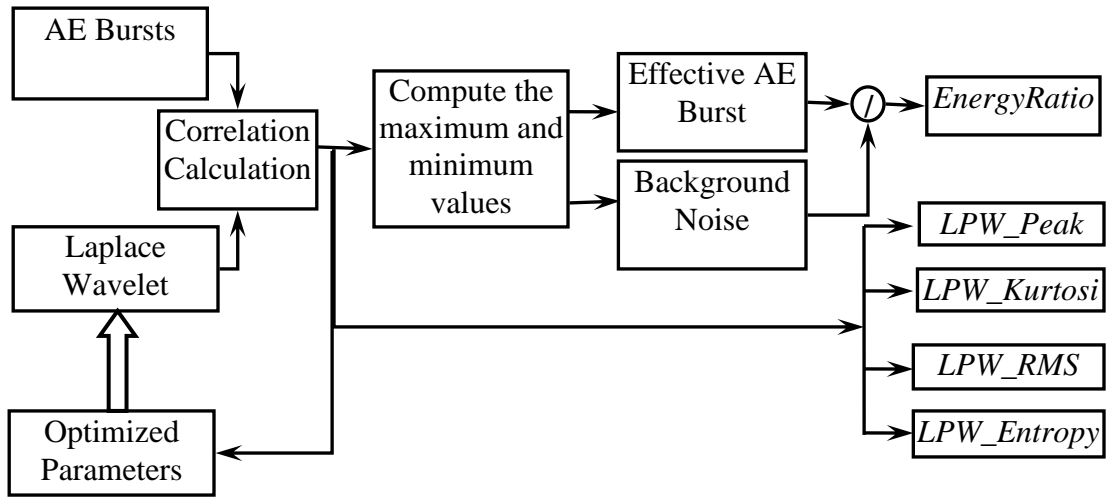 AE Bursts
Correlation
Calculation
Laplace
Wavelet
Optimized
Parameters
Compute the
maximum and
minimum
values
Effective AE
Burst
Background
Noise
/
EnergyRatio
LPW_Peak
LPW_Kurtosi
LPW_RMS
LPW_Entropy